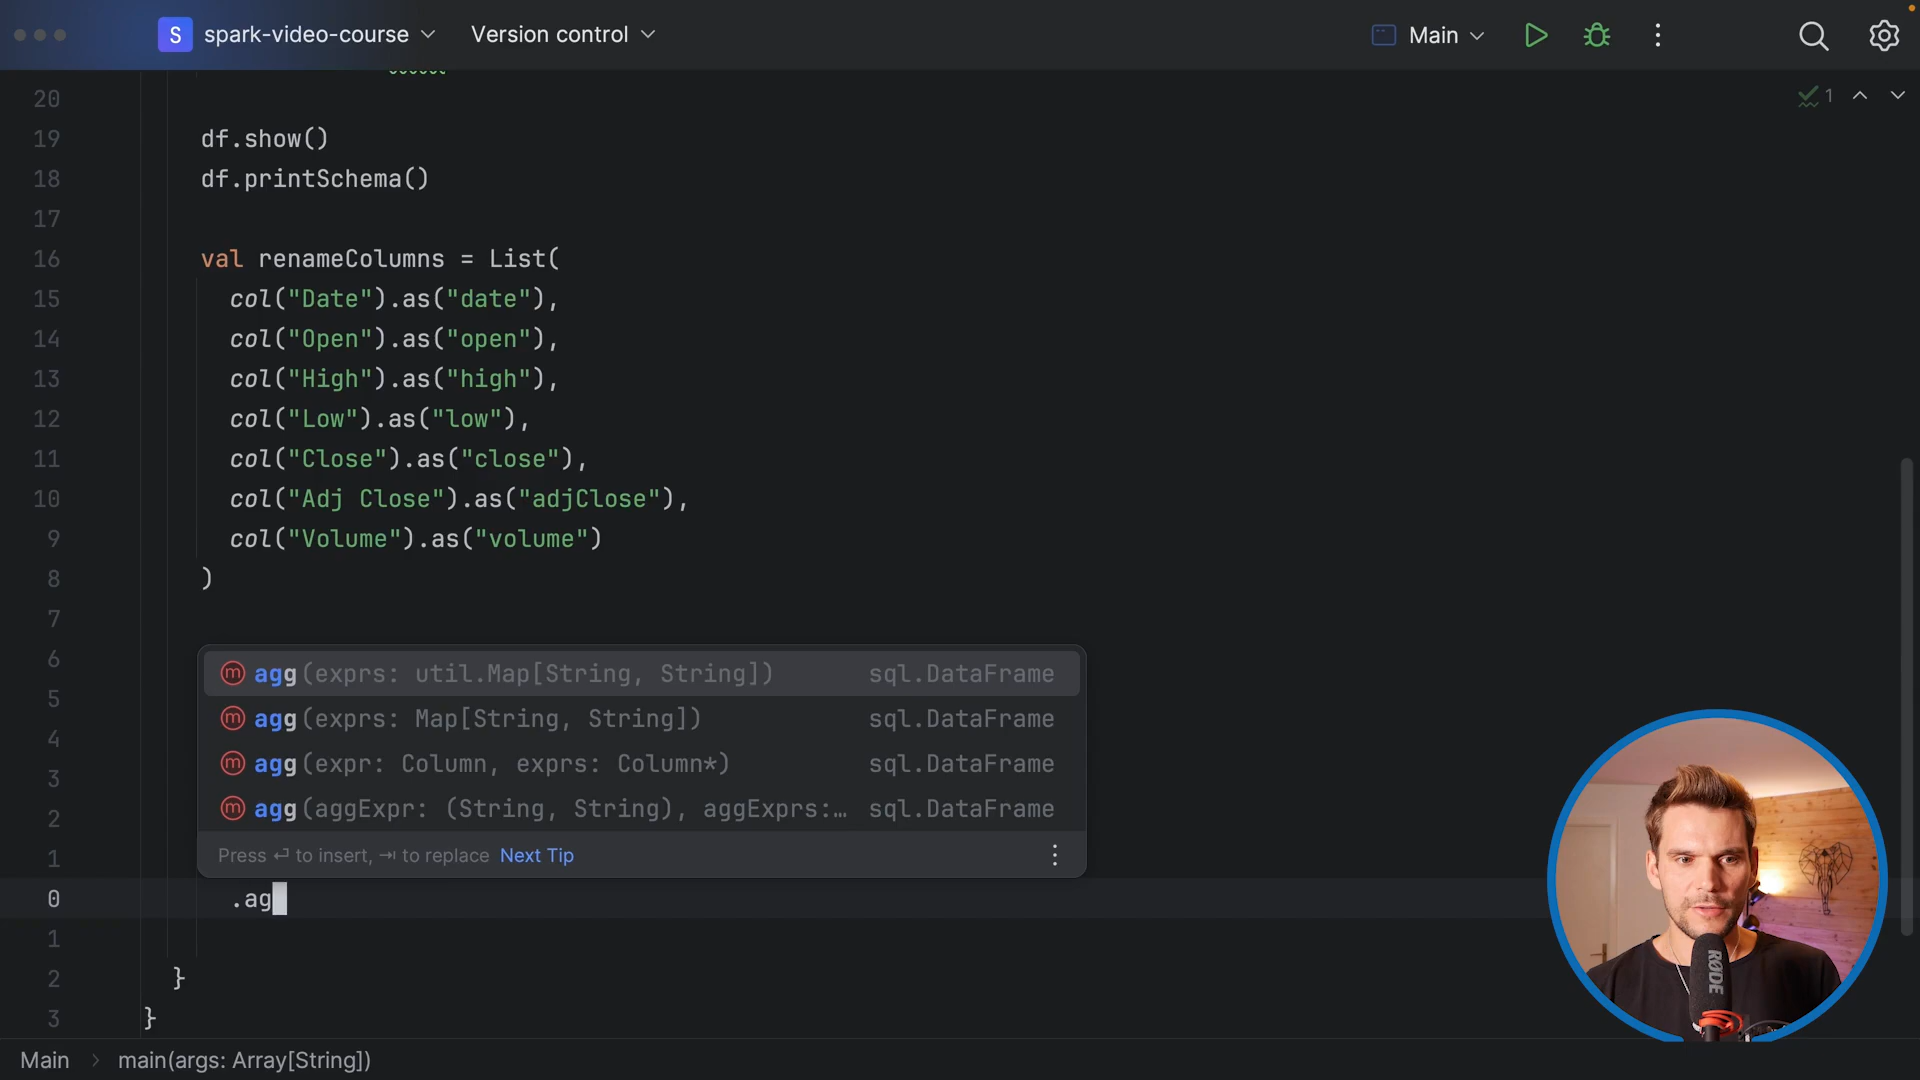 S spark-video-course Version control Main
20
19 df.show()
18 df.printSchema()
17
16 val renameColumns = List(
15 col("Date").as("date"),
14 col("Open").as("open"),
13 col("High").as("high"),
12 col("Low").as("low"),
11 col("Close").as("close"),
10 col("Adj Close").as("adjClose"),
9 col("Volume").as("volume")
8 )
7
6 agg(exprs: util.Map[String, String]) sql.DataFrame
5 agg(exprs: Map[String, String]) sql.DataFrame
4
3 agg(expr: Column, exprs: Column*) sql.DataFrame
2 agg(aggExpr: (String, String), aggExprs:… sql.DataFrame
1 Press ⏎ to insert, ⇥ to replace Next Tip
0 .ag
1
2 }
3 }
1
RØDE
Main > main(args: Array[String])